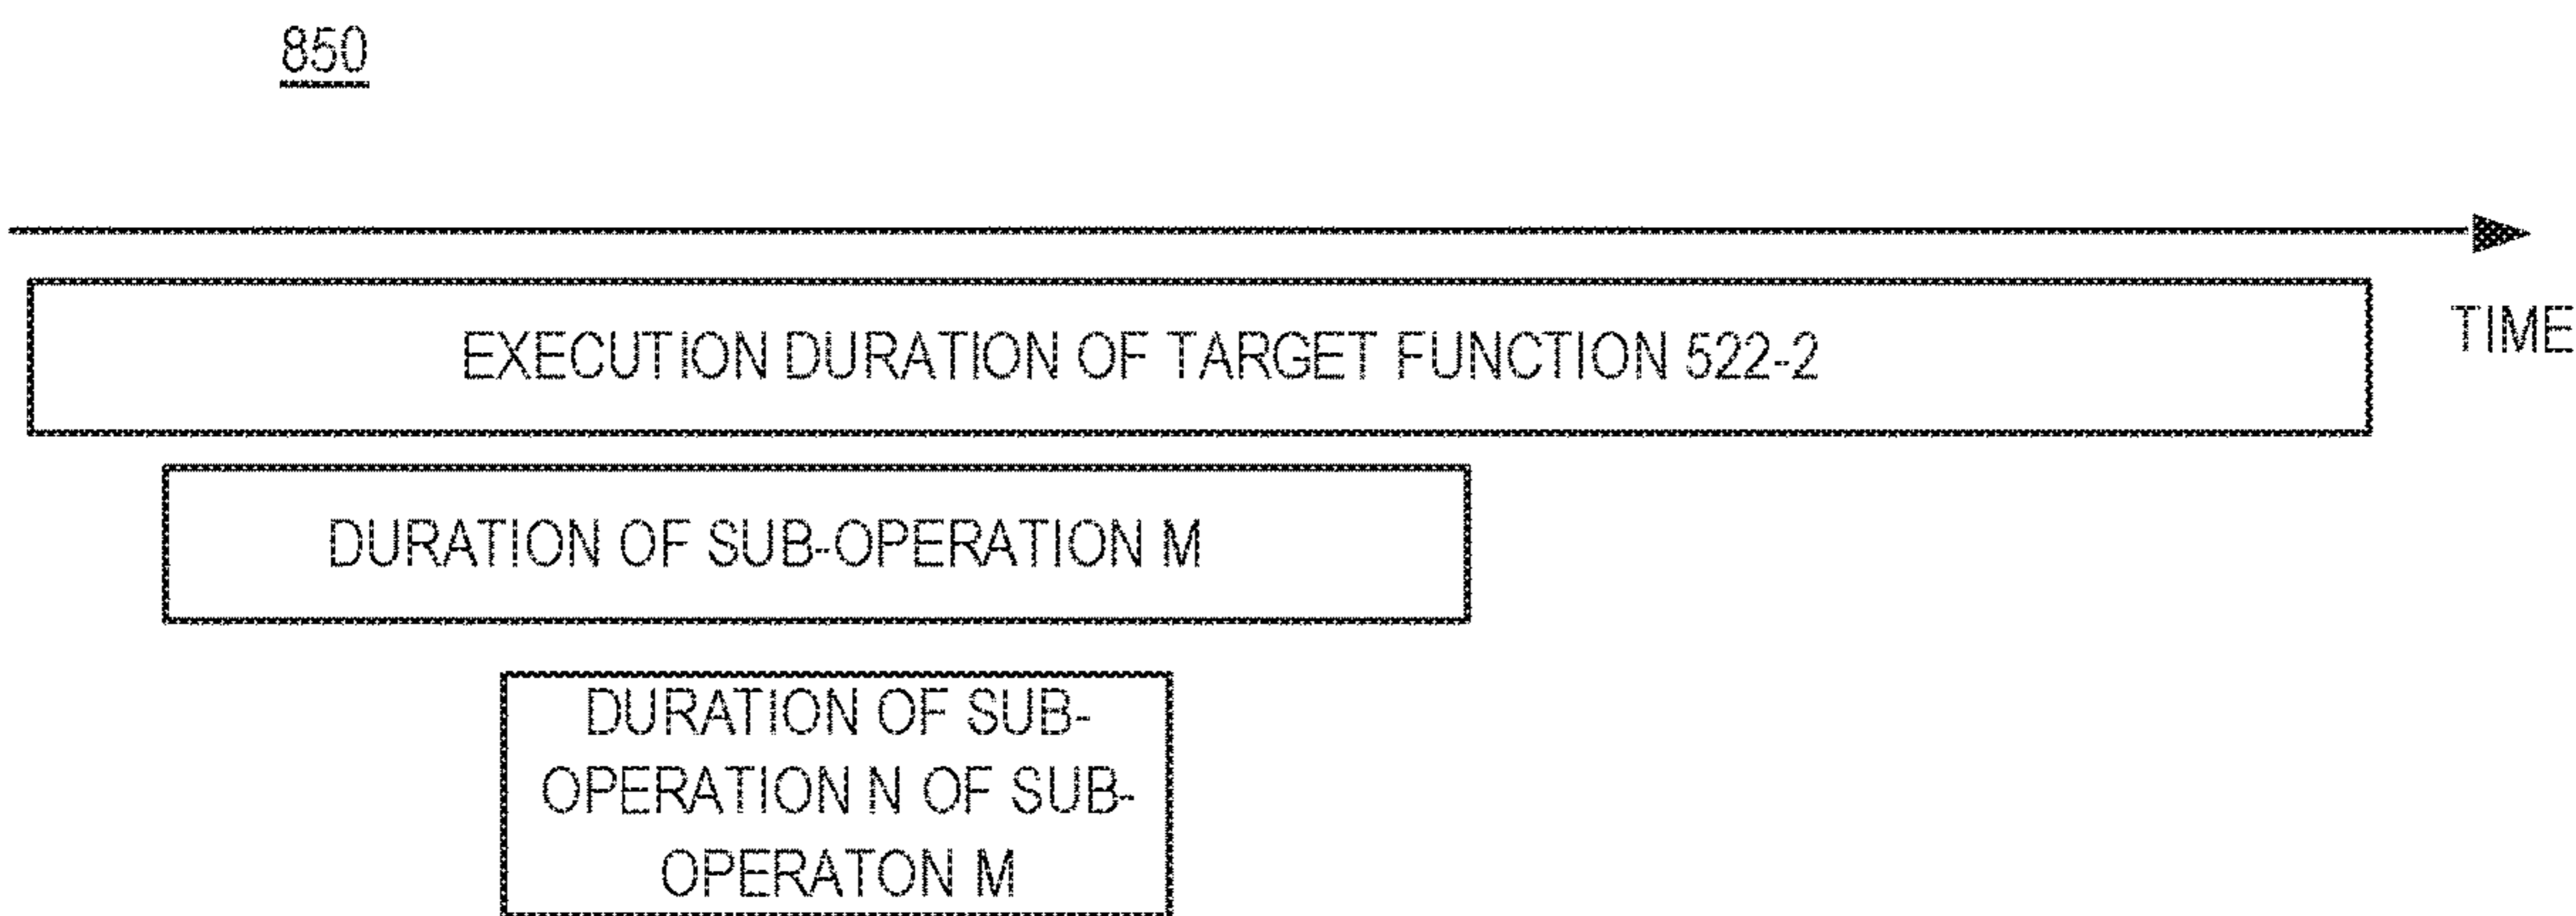 850
TIME
EXECUTION DURATION OF TARGET FUNCTION 522-2
DURATION OF SUB-OPERATION M
DURATION OF SUB-
OPERATION N OF SUB-
OPERATON M